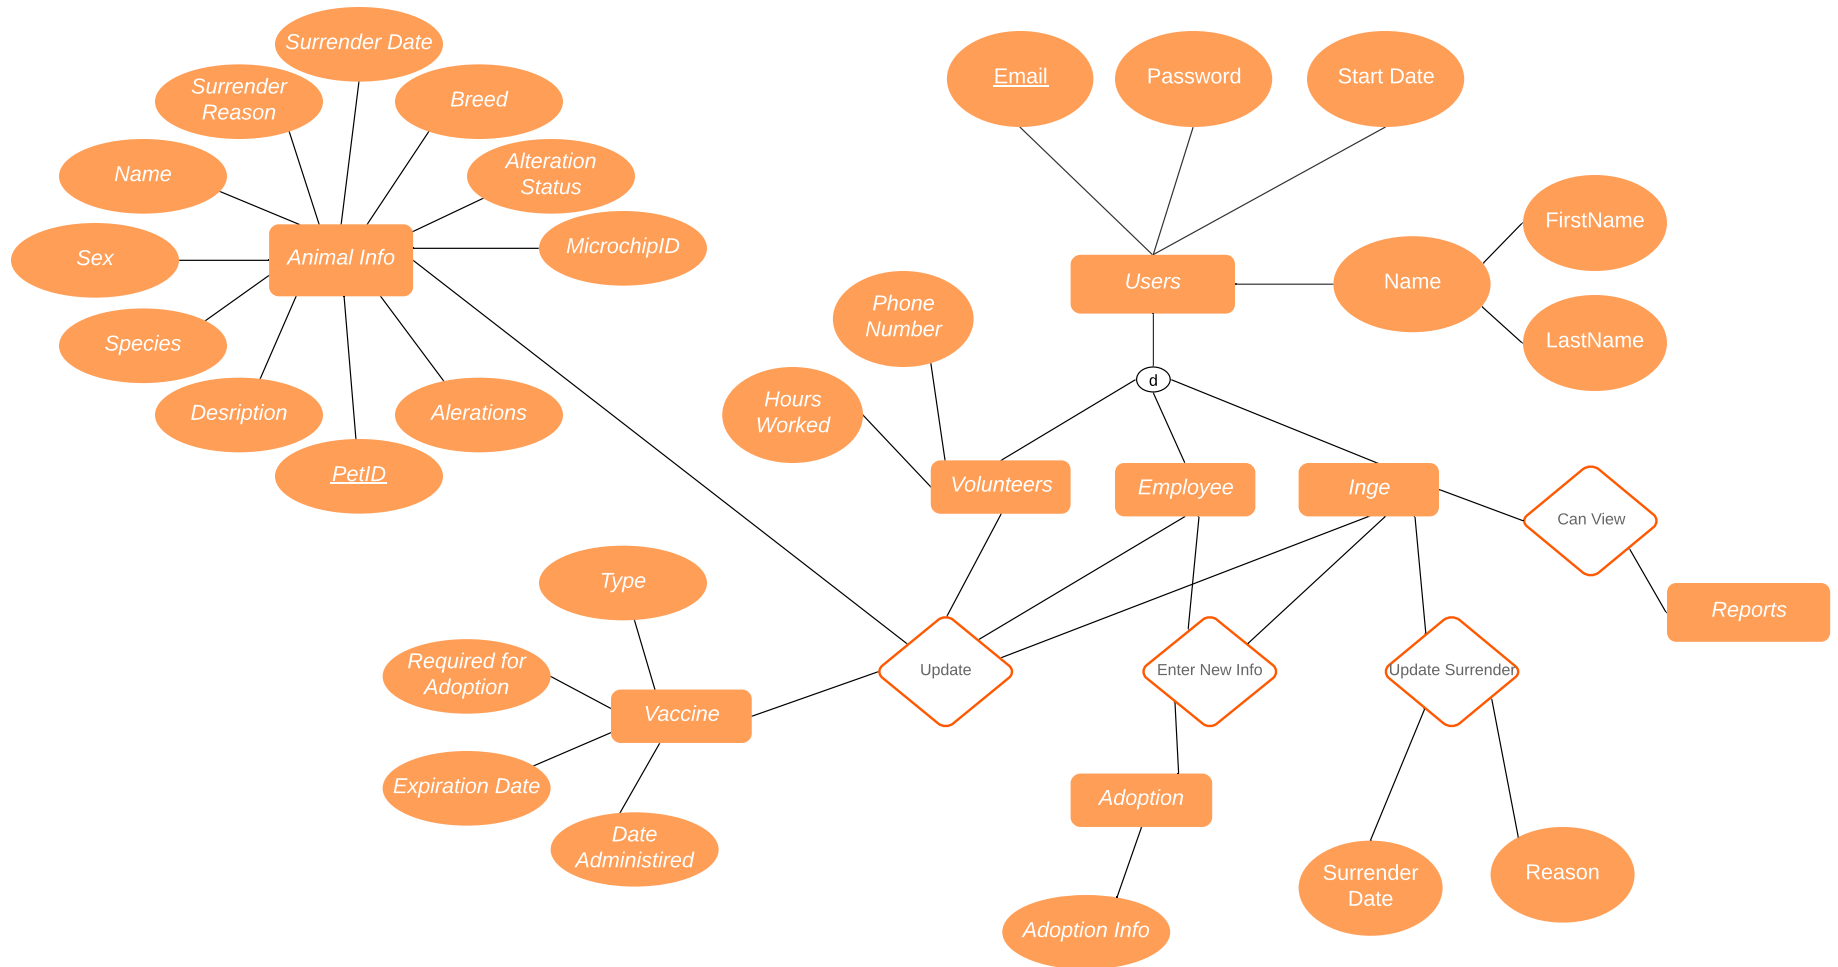 Surrender Date
Surrender
Reason
Breed
Name
Alteration
Status
Sex
Animal Info
MicrochipID
Species
Desription
Alerations
PetID
Email
Password
Start Date
Users
Name
FirstName
LastName
d
Phone
Number
Hours
Worked
Volunteers
Employee
Inge
Can View
Reports
Type
Required for
Adoption
Vaccine
Expiration Date
Date
Administired
Update
Enter New Info
Update Surrender
Adoption
Adoption Info
Surrender
Date
Reason